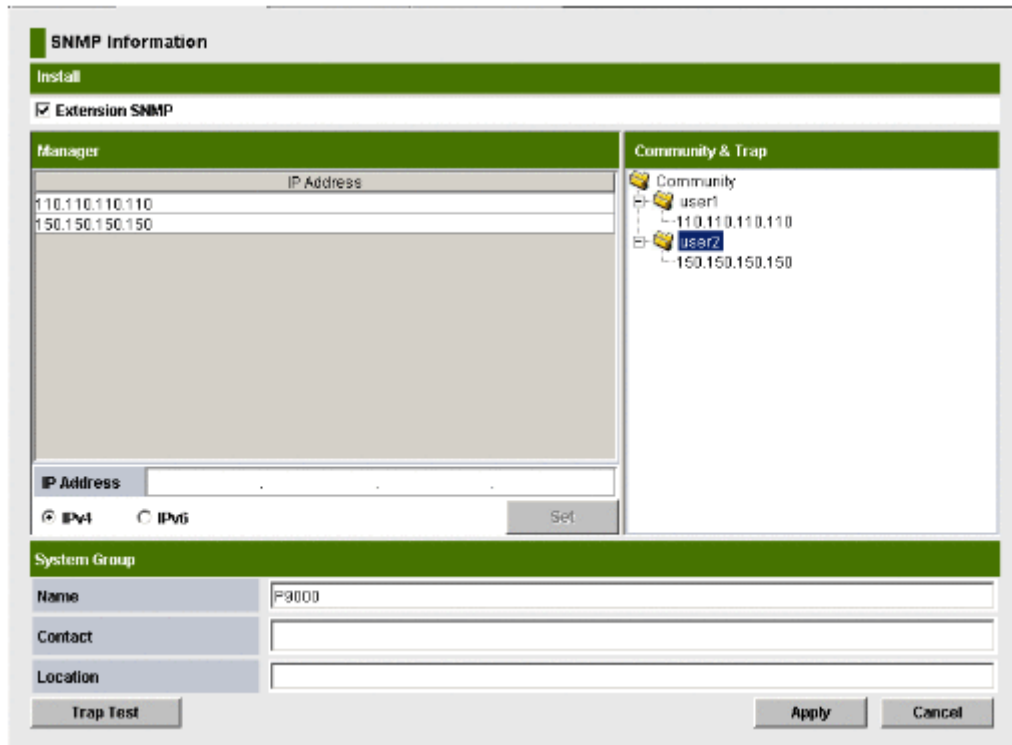 SNMP Information
Install
Extension SNMP
Manager
IP Address
110.110.110.110
150.150.150.150
IP Address . . .
IPv4 IPv6 Set
Community & Trap
Community
user1
110.110.110.110
user2
150.150.150.150
System Group
Name P9000
Contact
Location
Trap Test Apply Cancel